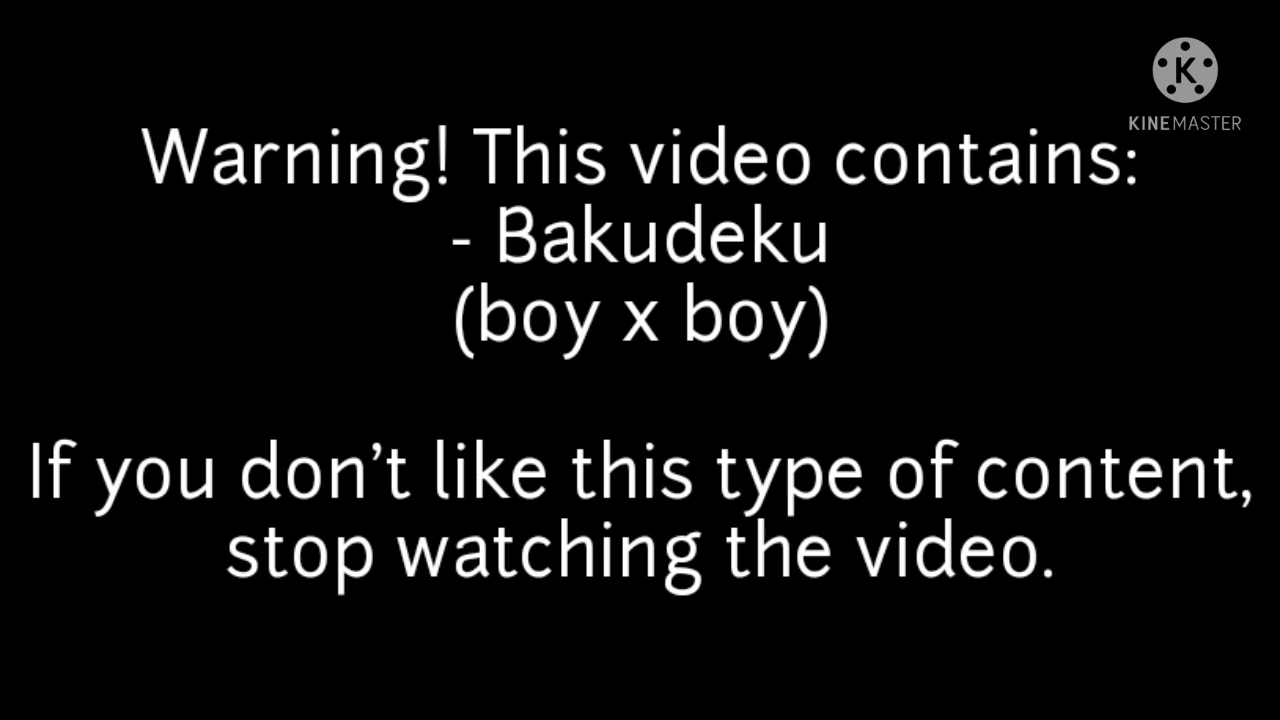 K
KINEMASTER
Warning! This video contains:
- Bakudeku
(boy x boy)
If you don't like this type of content,
stop watching the video.